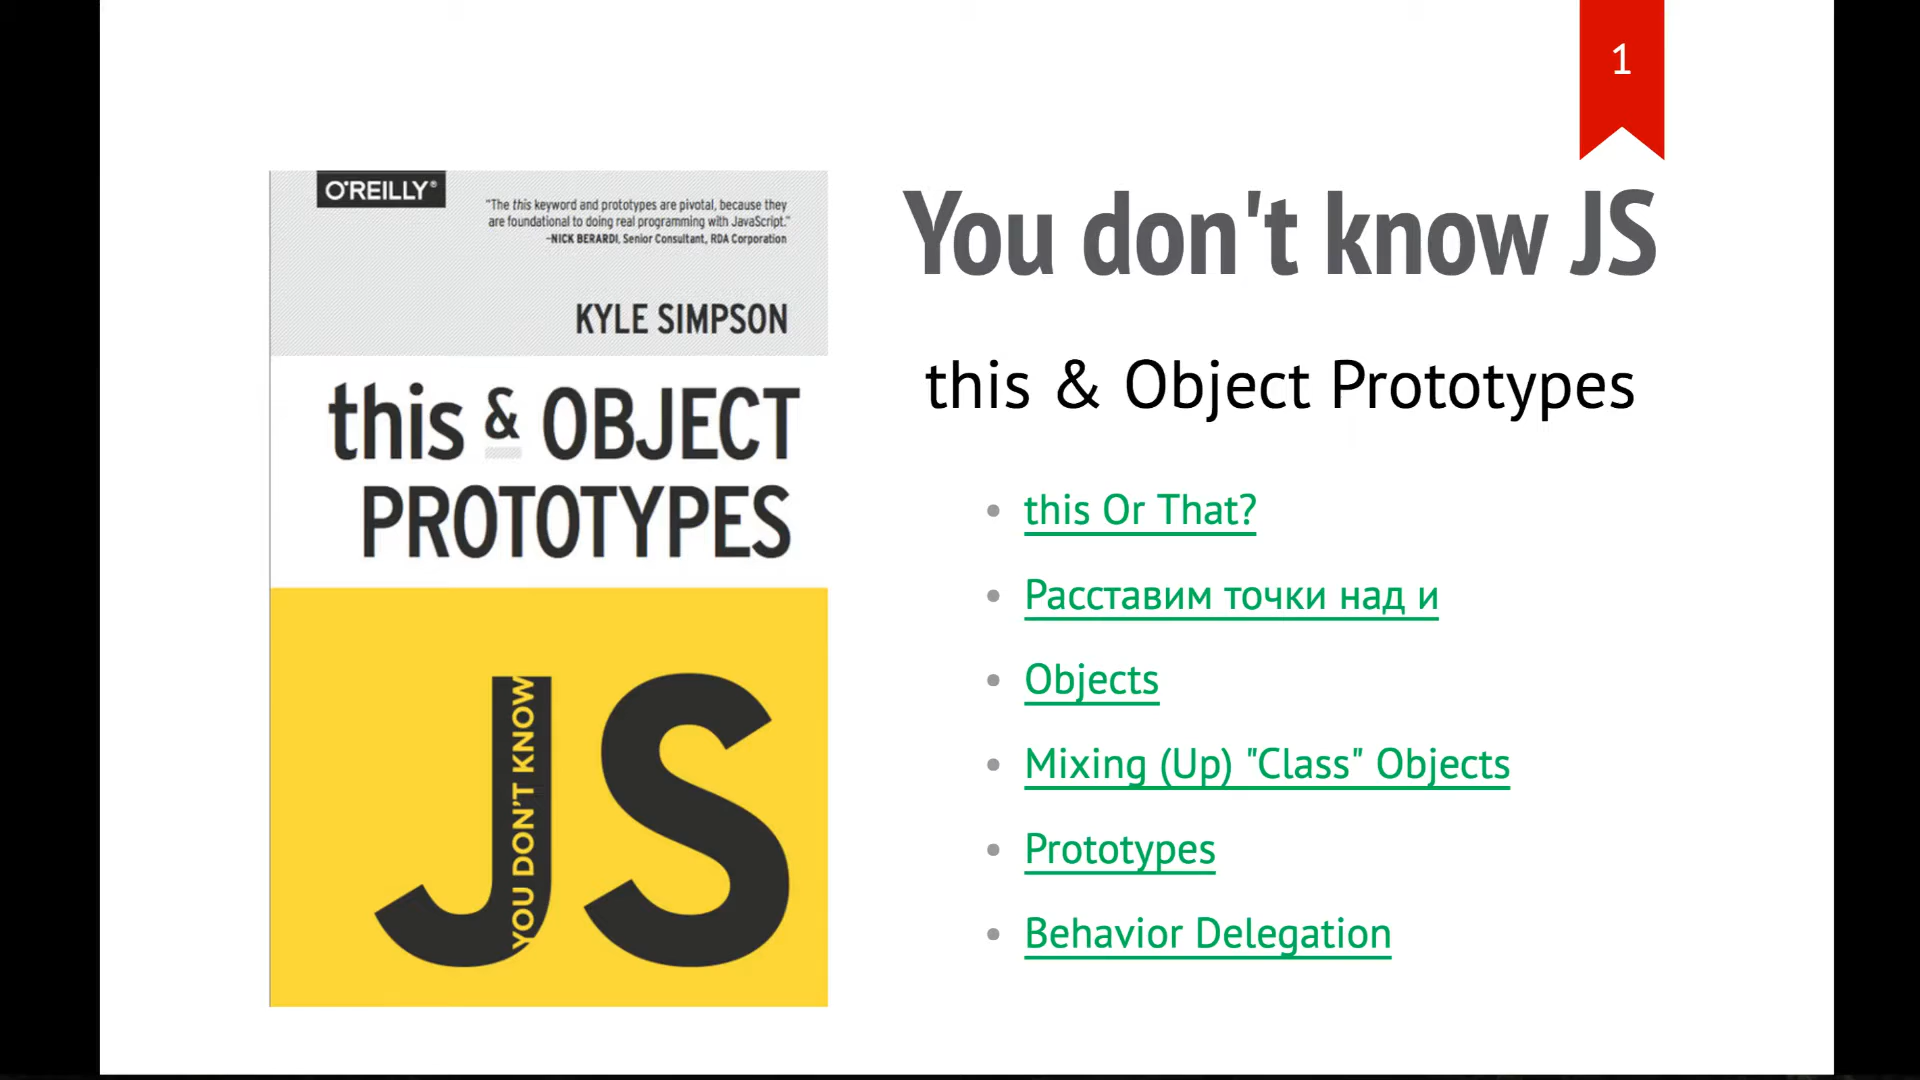 1
O'REILLY®
"The this keyword and prototypes are pivotal, because they
are foundational to doing real programming with JavaScript."
–NICK BERARDI, Senior Consultant, RDA Corporation
KYLE SIMPSON
this & OBJECT
PROTOTYPES
JS
YOU DON'T KNOW
You don't know JS
this & Object Prototypes
• this Or That?
• Расставим точки над и
• Objects
• Mixing (Up) "Class" Objects
• Prototypes
• Behavior Delegation